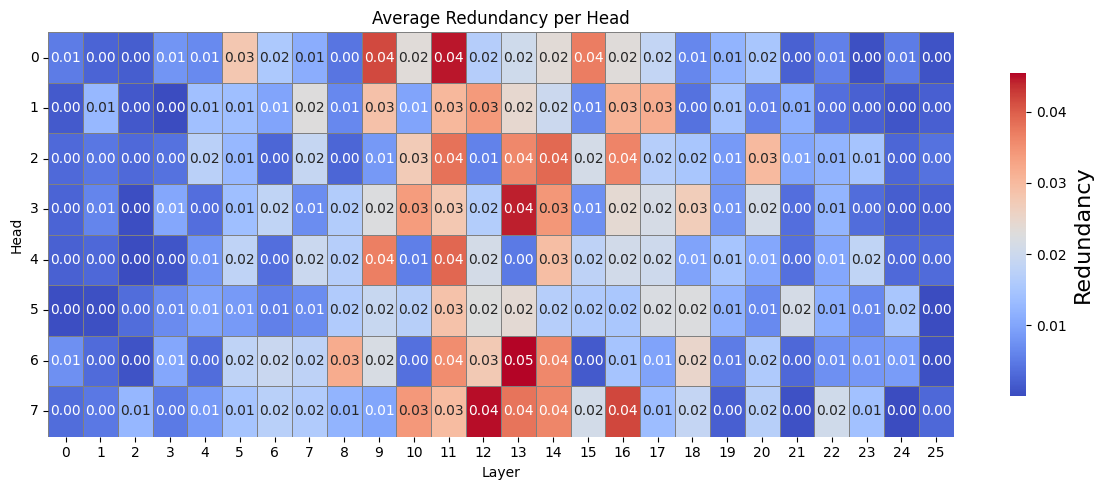 Average Redundancy per Head
0 0.01 0.00 0.00 0.01 0.01 0.03 0.02 0.01 0.00 0.04 0.02 0.04 0.02 0.02 0.02 0.04 0.02 0.02 0.01 0.01 0.02 0.00 0.01 0.00 0.01 0.00
1 0.00 0.01 0.00 0.00 0.01 0.01 0.01 0.02 0.01 0.03 0.01 0.03 0.03 0.02 0.02 0.01 0.03 0.03 0.00 0.01 0.01 0.01 0.00 0.00 0.00 0.00
2 0.00 0.00 0.00 0.00 0.02 0.01 0.00 0.02 0.00 0.01 0.03 0.04 0.01 0.04 0.04 0.02 0.04 0.02 0.02 0.01 0.03 0.01 0.01 0.01 0.00 0.00
3 0.00 0.01 0.00 0.01 0.00 0.01 0.02 0.01 0.02 0.02 0.03 0.03 0.02 0.04 0.03 0.01 0.02 0.02 0.03 0.01 0.02 0.00 0.01 0.00 0.00 0.00
4 0.00 0.00 0.00 0.00 0.01 0.02 0.00 0.02 0.02 0.04 0.01 0.04 0.02 0.00 0.03 0.02 0.02 0.02 0.01 0.01 0.01 0.00 0.01 0.02 0.00 0.00
5 0.00 0.00 0.00 0.01 0.01 0.01 0.01 0.01 0.02 0.02 0.02 0.03 0.02 0.02 0.02 0.02 0.02 0.02 0.02 0.01 0.01 0.02 0.01 0.01 0.02 0.00
6 0.01 0.00 0.00 0.01 0.00 0.02 0.02 0.02 0.03 0.02 0.00 0.04 0.03 0.05 0.04 0.00 0.01 0.01 0.02 0.01 0.02 0.00 0.01 0.01 0.01 0.00
7 0.00 0.00 0.01 0.00 0.01 0.01 0.02 0.02 0.01 0.01 0.03 0.03 0.04 0.04 0.04 0.02 0.04 0.01 0.02 0.00 0.02 0.00 0.02 0.01 0.00 0.00
0 1 2 3 4 5 6 7 8 9 10 11 12 13 14 15 16 17 18 19 20 21 22 23 24 25
Layer
Head
0.04
0.03
0.02
0.01
Redundancy